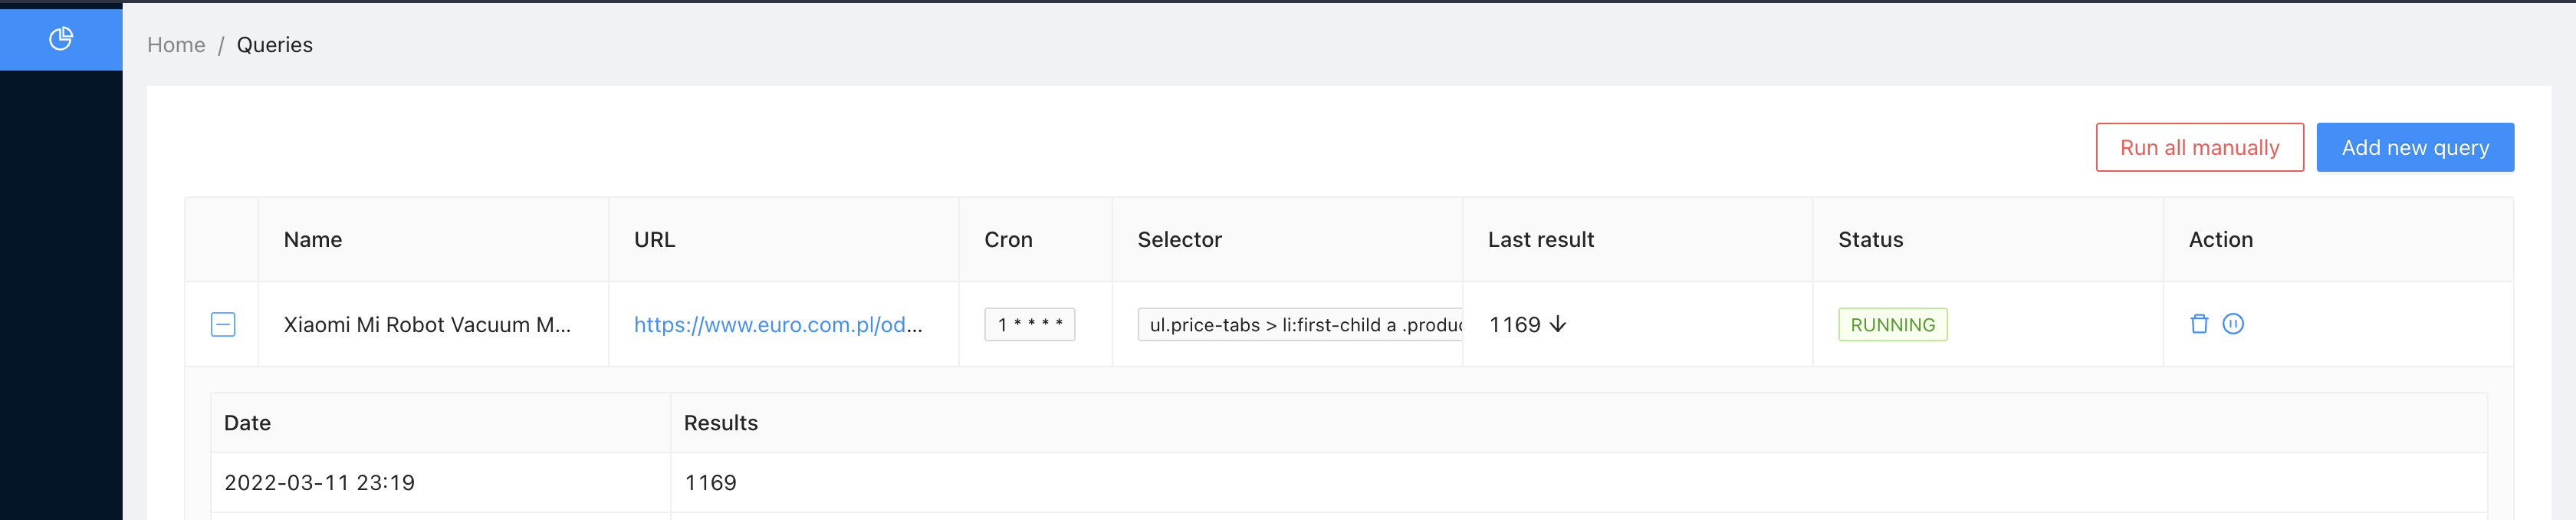 Home / Queries
Run all manually Add new query
Name URL Cron Selector Last result Status Action
Xiaomi Mi Robot Vacuum M... https://www.euro.com.pl/od... 1 * * * * ul.price-tabs > li:first-child a .produc 1169 ↓ RUNNING
Date Results
2022-03-11 23:19 1169